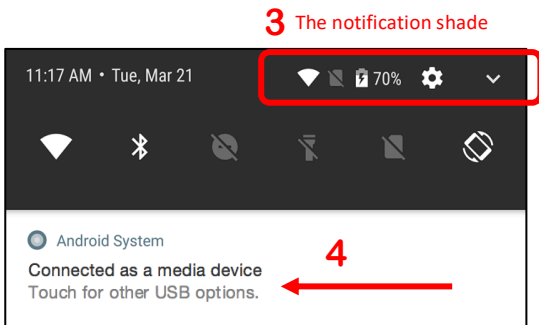 3 The notification shade
11:17 AM • Tue, Mar 21 70%
Android System
4
Connected as a media device
Touch for other USB options.